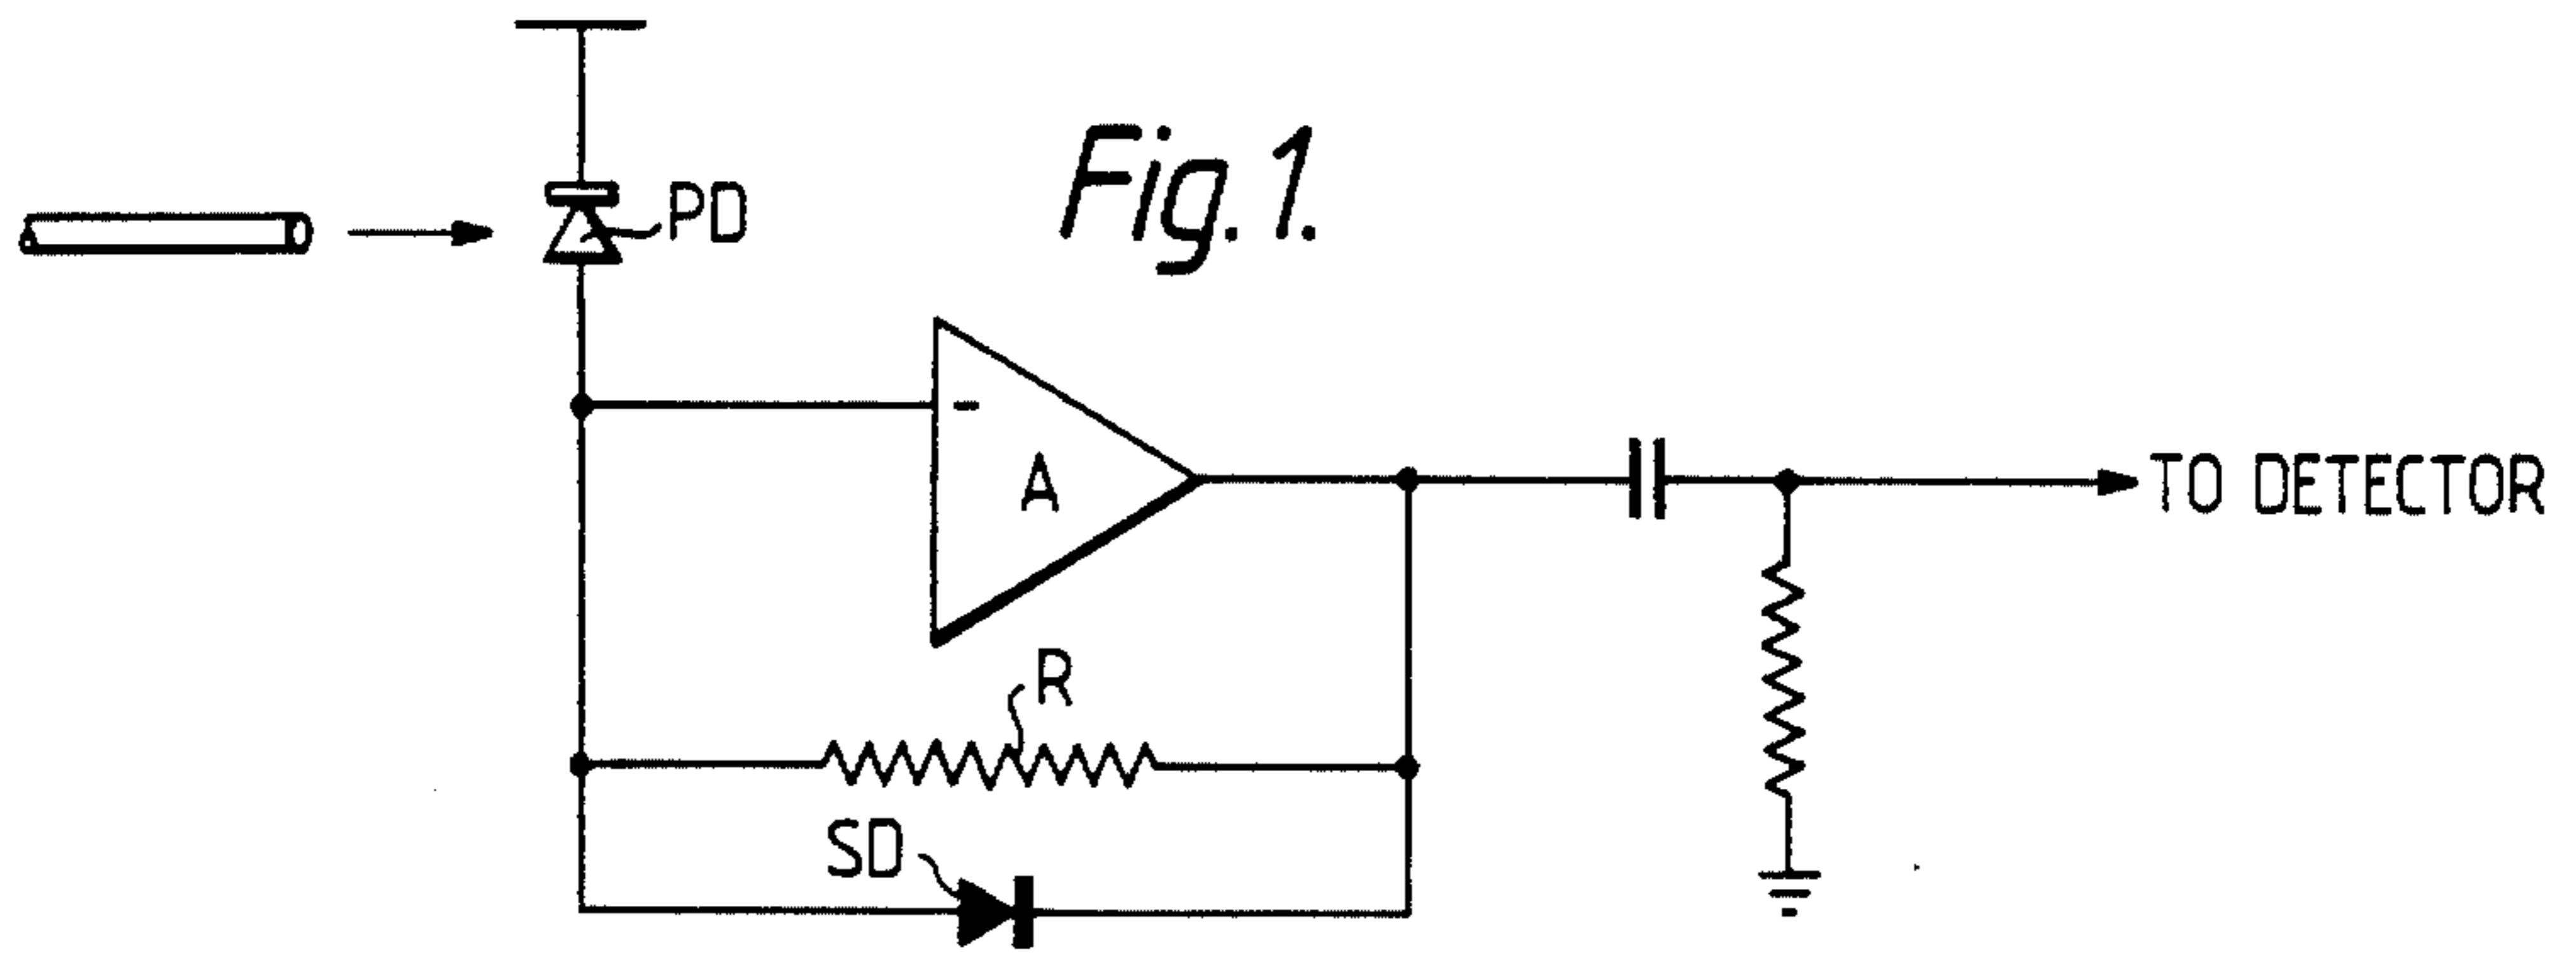 PD
Fig. 1.
-
A
TO DETECTOR
R
SD